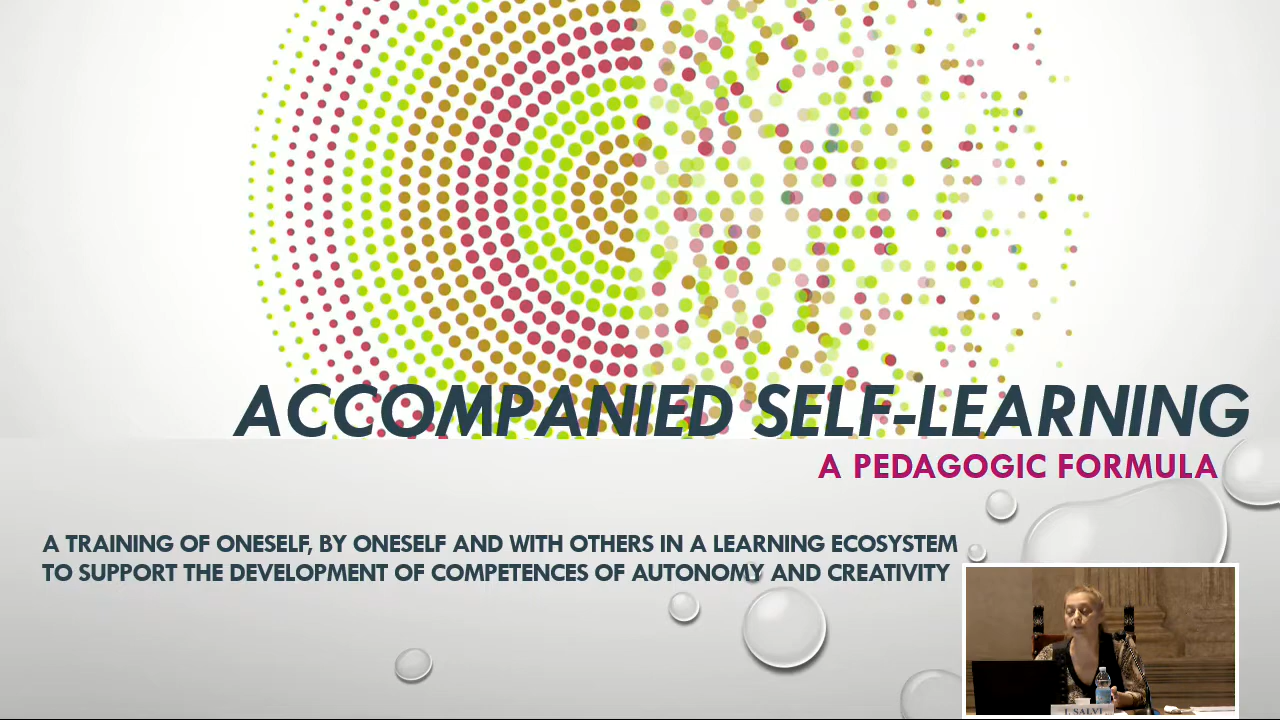 ACCOMPANIED SELF-LEARNING
A PEDAGOGIC FORMULA
A TRAINING OF ONESELF, BY ONESELF AND WITH OTHERS IN A LEARNING ECOSYSTEM
TO SUPPORT THE DEVELOPMENT OF COMPETENCES OF AUTONOMY AND CREATIVITY
I. SALVI